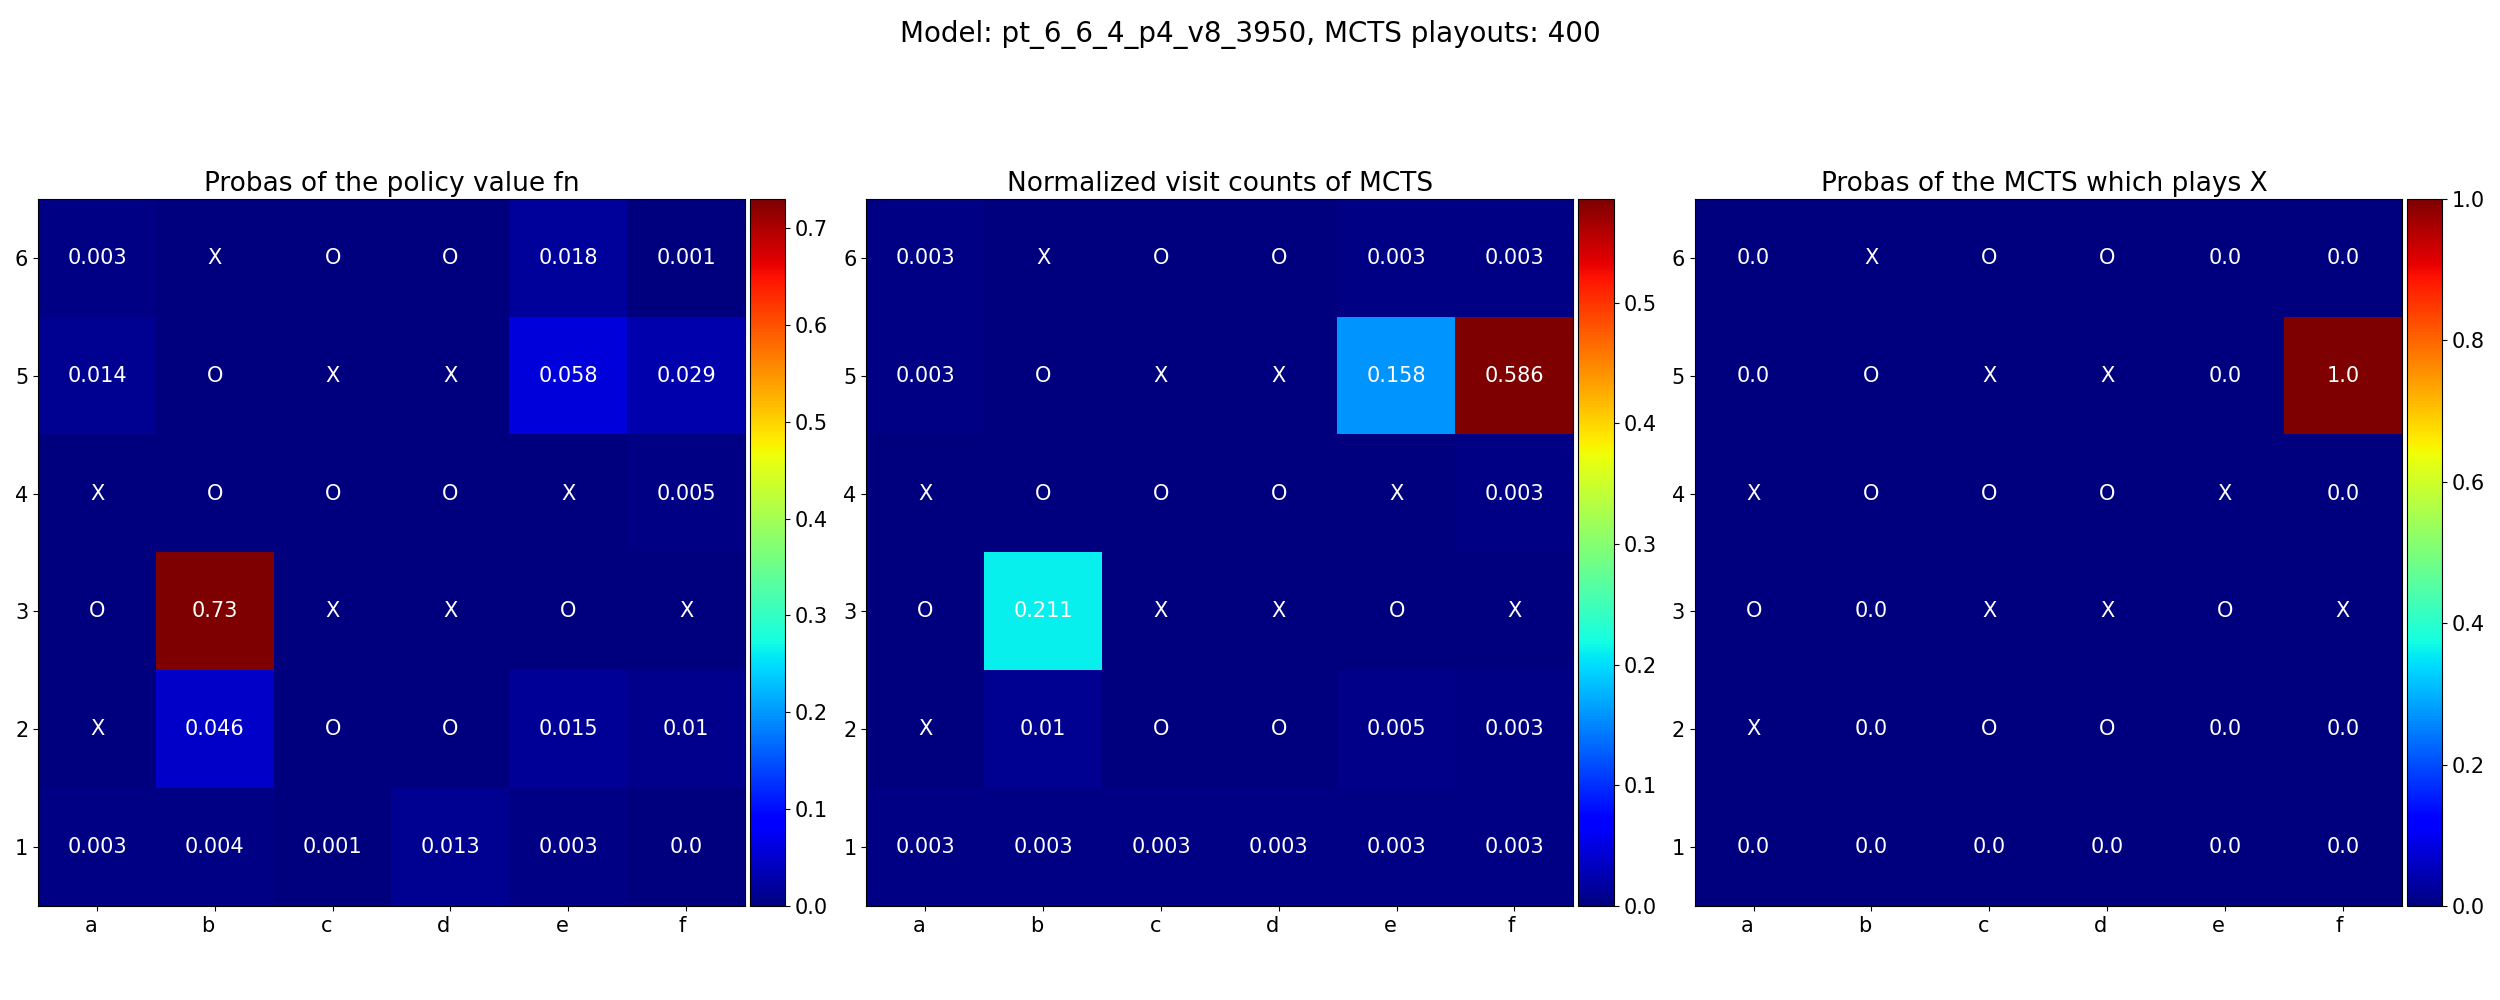 Model: pt_6_6_4_p4_v8_3950, MCTS playouts: 400
Probas of the policy value fn
6 0.003 X O O 0.018 0.001
5 0.014 O X X 0.058 0.029
4 X O O O X 0.005
3 O 0.73 X X O X
2 X 0.046 O O 0.015 0.01
1 0.003 0.004 0.001 0.013 0.003 0.0
a b c d e f
0.7
0.6
0.5
0.4
0.3
0.2
0.1
0.0
Normalized visit counts of MCTS
6 0.003 X O O 0.003 0.003
5 0.003 O X X 0.158 0.586
4 X O O O X 0.003
3 O 0.211 X X O X
2 X 0.01 O O 0.005 0.003
1 0.003 0.003 0.003 0.003 0.003 0.003
a b c d e f
0.5
0.4
0.3
0.2
0.1
0.0
Probas of the MCTS which plays X
6 0.0 X O O 0.0 0.0
5 0.0 O X X 0.0 1.0
4 X O O O X 0.0
3 O 0.0 X X O X
2 X 0.0 O O 0.0 0.0
1 0.0 0.0 0.0 0.0 0.0 0.0
a b c d e f
1.0
0.8
0.6
0.4
0.2
0.0